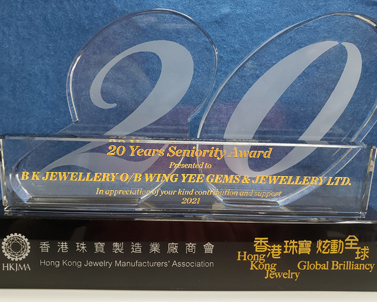 20
20 Years Seniority Award
Presented to
B K JEWELLERY O/B WING YEE GEMS & JEWELLERY LTD.
In appreciation of your kind contribution and support
2021
香港珠寶製造業廠商會
HKJMA
Hong Kong Jewelry Manufacturers' Association
香港珠寶 炫動全球
Hong Kong Jewelry Global Brilliancy